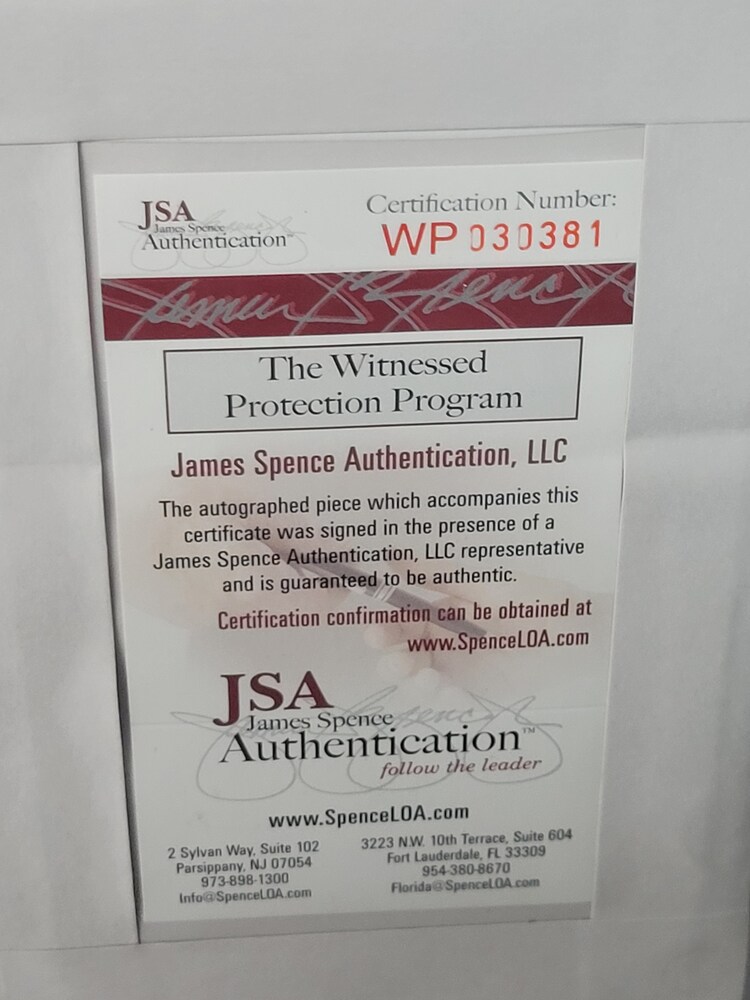 JSA
James Spence
Authentication™
Certification Number:
WP 030381
The Witnessed
Protection Program
James Spence Authentication, LLC
The autographed piece which accompanies this
certificate was signed in the presence of a
James Spence Authentication, LLC representative
and is guaranteed to be authentic.
Certification confirmation can be obtained at
www.SpenceLOA.com
JSA
James Spence
Authentication™
follow the leader
www.SpenceLOA.com
2 Sylvan Way, Suite 102
Parsippany, NJ 07054
973-898-1300
Info@SpenceLOA.com
3223 N.W. 10th Terrace, Suite 604
Fort Lauderdale, FL 33309
954-380-8670
Florida@SpenceLOA.com